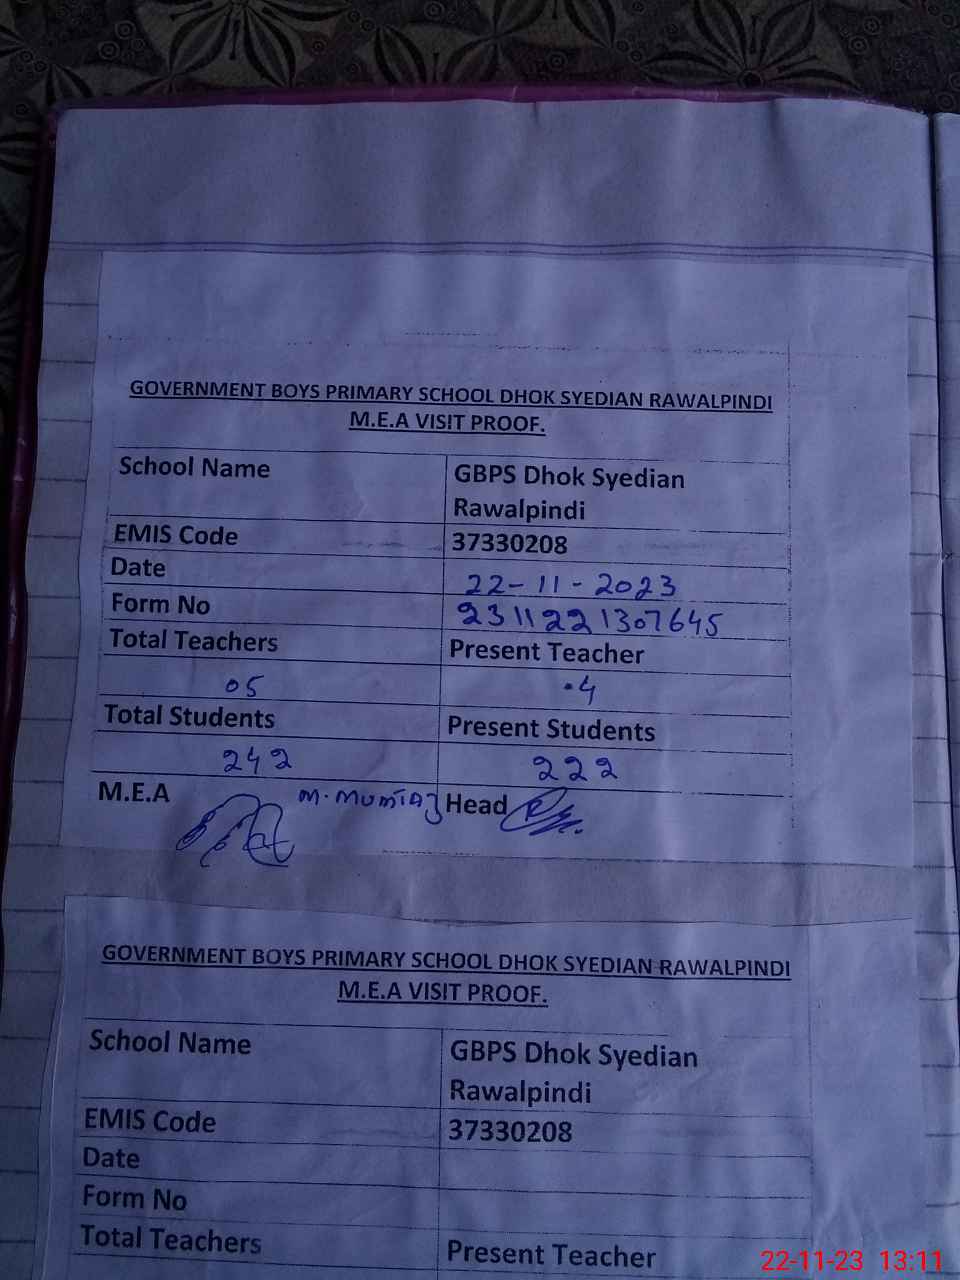 GOVERNMENT BOYS PRIMARY SCHOOL DHOK SYEDIAN RAWALPINDI
M.E.A VISIT PROOF.
School Name GBPS Dhok Syedian
Rawalpindi
EMIS Code 37330208
Date 22-11-2023
Form No 2311221307645
Total Teachers Present Teacher
05 04
Total Students Present Students
242 222
M.E.A M. MUMTAZ Head
GOVERNMENT BOYS PRIMARY SCHOOL DHOK SYEDIAN RAWALPINDI
M.E.A VISIT PROOF.
School Name GBPS Dhok Syedian
Rawalpindi
EMIS Code 37330208
Date
Form No
Total Teachers Present Teacher
22-11-23 13:11